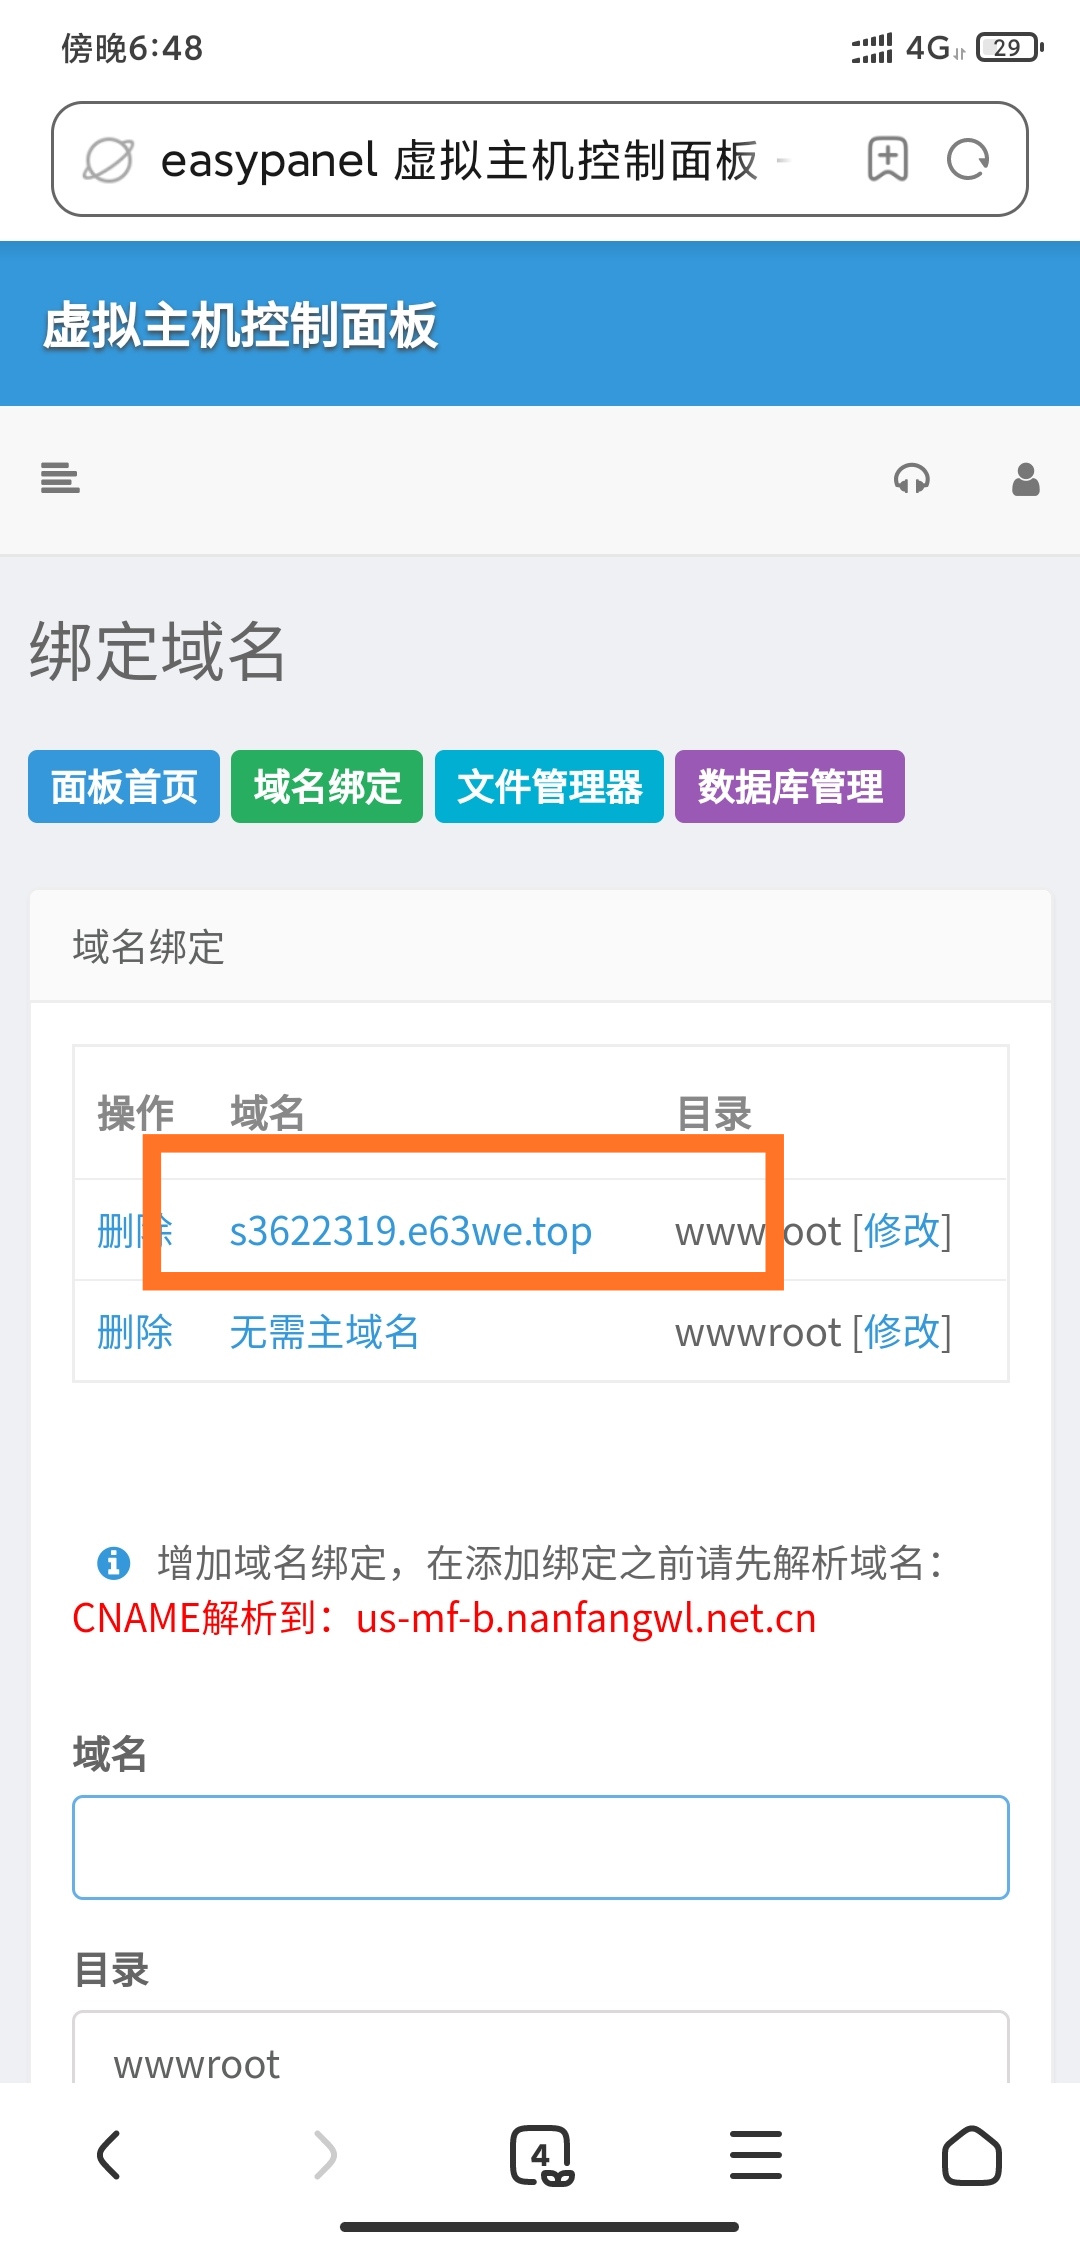 傍晚6:48
4G
29
easypanel 虚拟主机控制面板 -
虚拟主机控制面板
绑定域名
面板首页 域名绑定 文件管理器 数据库管理
域名绑定
操作 域名 目录
删除 s3622319.e63we.top wwwroot [修改]
删除 无需主域名 wwwroot [修改]
增加域名绑定，在添加绑定之前请先解析域名：
CNAME解析到：us-mf-b.nanfangwl.net.cn
域名
目录
wwwroot
4